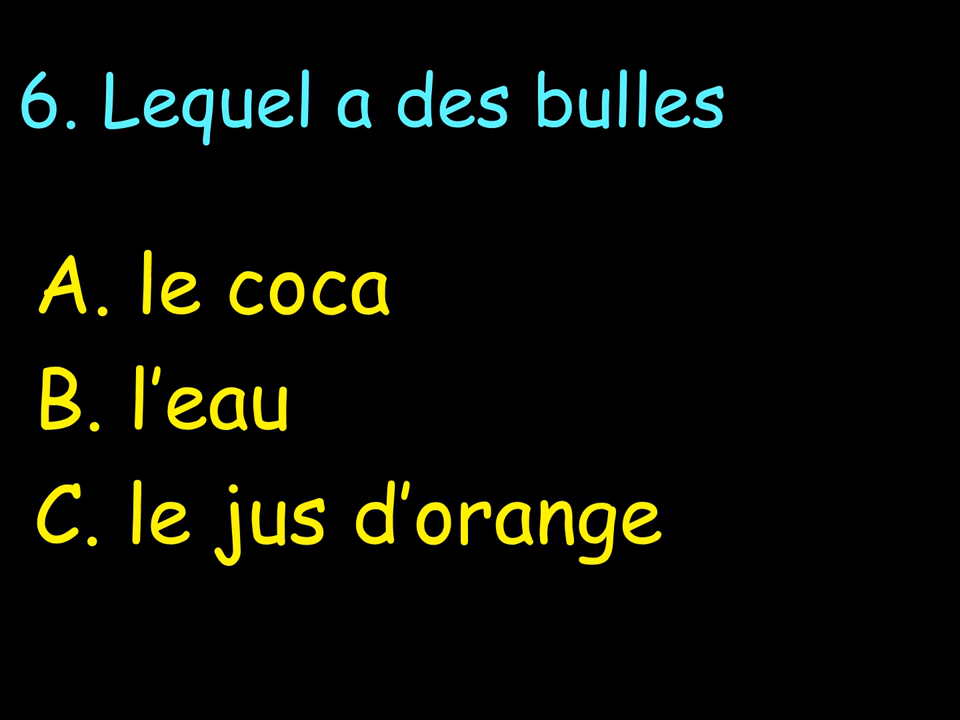 6. Lequel a des bulles
A. le coca
B. l’eau
C. le jus d’orange